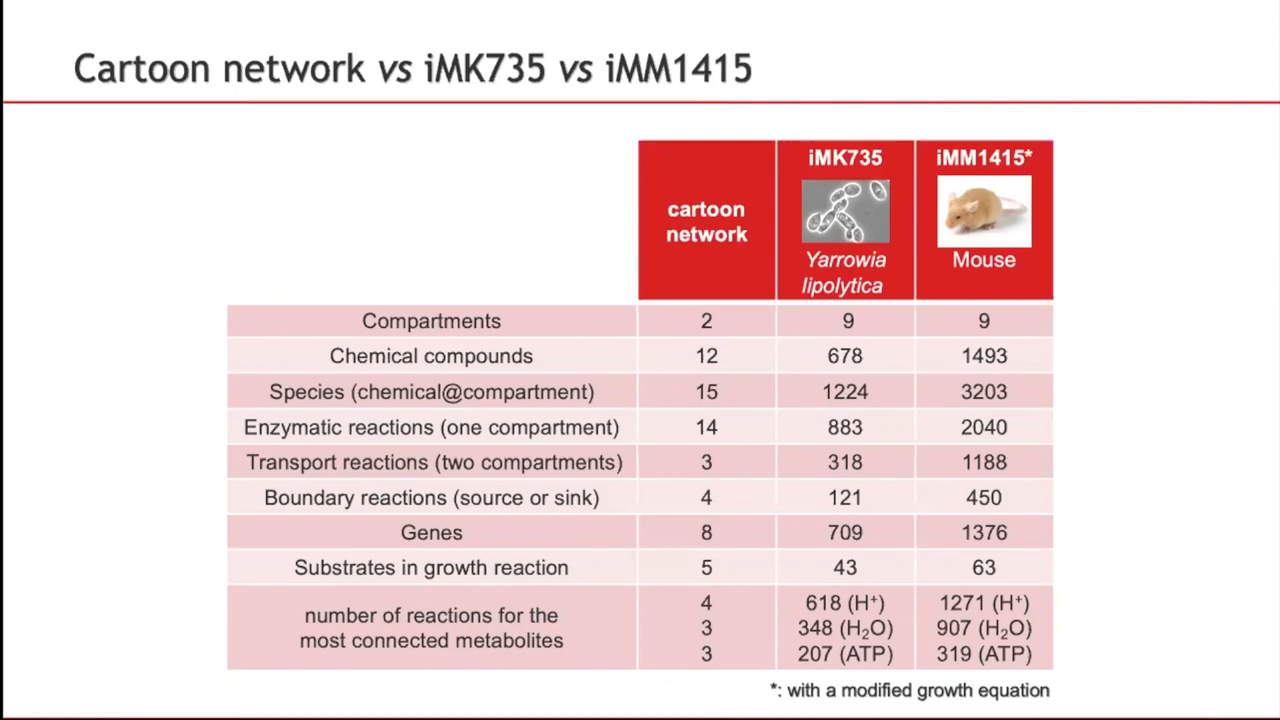 Cartoon network vs iMK735 vs iMM1415
cartoon
network
iMK735
Yarrowia
lipolytica
iMM1415*
Mouse
Compartments 2 9 9
Chemical compounds 12 678 1493
Species (chemical@compartment) 15 1224 3203
Enzymatic reactions (one compartment) 14 883 2040
Transport reactions (two compartments) 3 318 1188
Boundary reactions (source or sink) 4 121 450
Genes 8 709 1376
Substrates in growth reaction 5 43 63
number of reactions for the
most connected metabolites
4 618 (H⁺) 1271 (H⁺)
3 348 (H₂O) 907 (H₂O)
3 207 (ATP) 319 (ATP)
*: with a modified growth equation